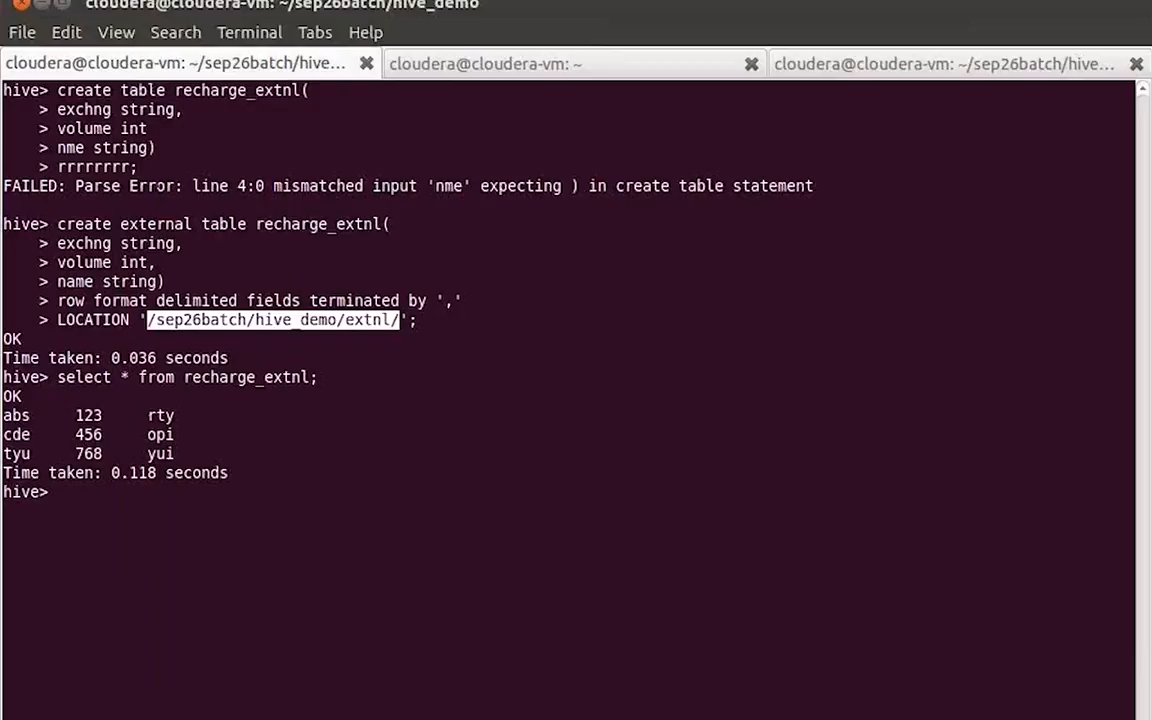 cloudera@cloudera-vm: ~/sep26batch/hive_demo
File Edit View Search Terminal Tabs Help
cloudera@cloudera-vm: ~/sep26batch/hive... cloudera@cloudera-vm: ~ cloudera@cloudera-vm: ~/sep26batch/hive...
hive> create table recharge_extnl(
    > exchng string,
    > volume int
    > nme string)
    > rrrrrrrr;
FAILED: Parse Error: line 4:0 mismatched input 'nme' expecting ) in create table statement
hive> create external table recharge_extnl(
    > exchng string,
    > volume int,
    > name string)
    > row format delimited fields terminated by ','
    > LOCATION '/sep26batch/hive_demo/extnl/';
OK
Time taken: 0.036 seconds
hive> select * from recharge_extnl;
OK
abs     123     rty
cde     456     opi
tyu     768     yui
Time taken: 0.118 seconds
hive>